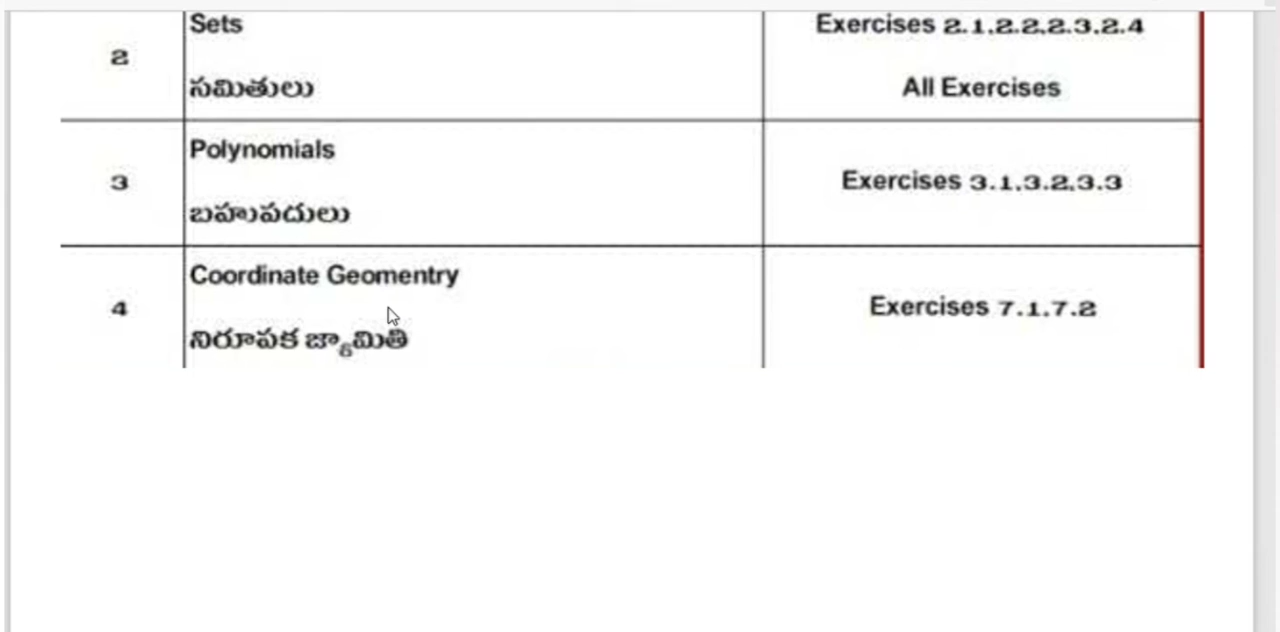 2
Sets
Exercises 2.1,2.2,2.3,2.4
సమితులు
All Exercises
3
Polynomials
Exercises 3.1,3.2,3.3
బహుపదులు
4
Coordinate Geomentry
Exercises 7.1,7.2
నిరూపక జ్యామితి